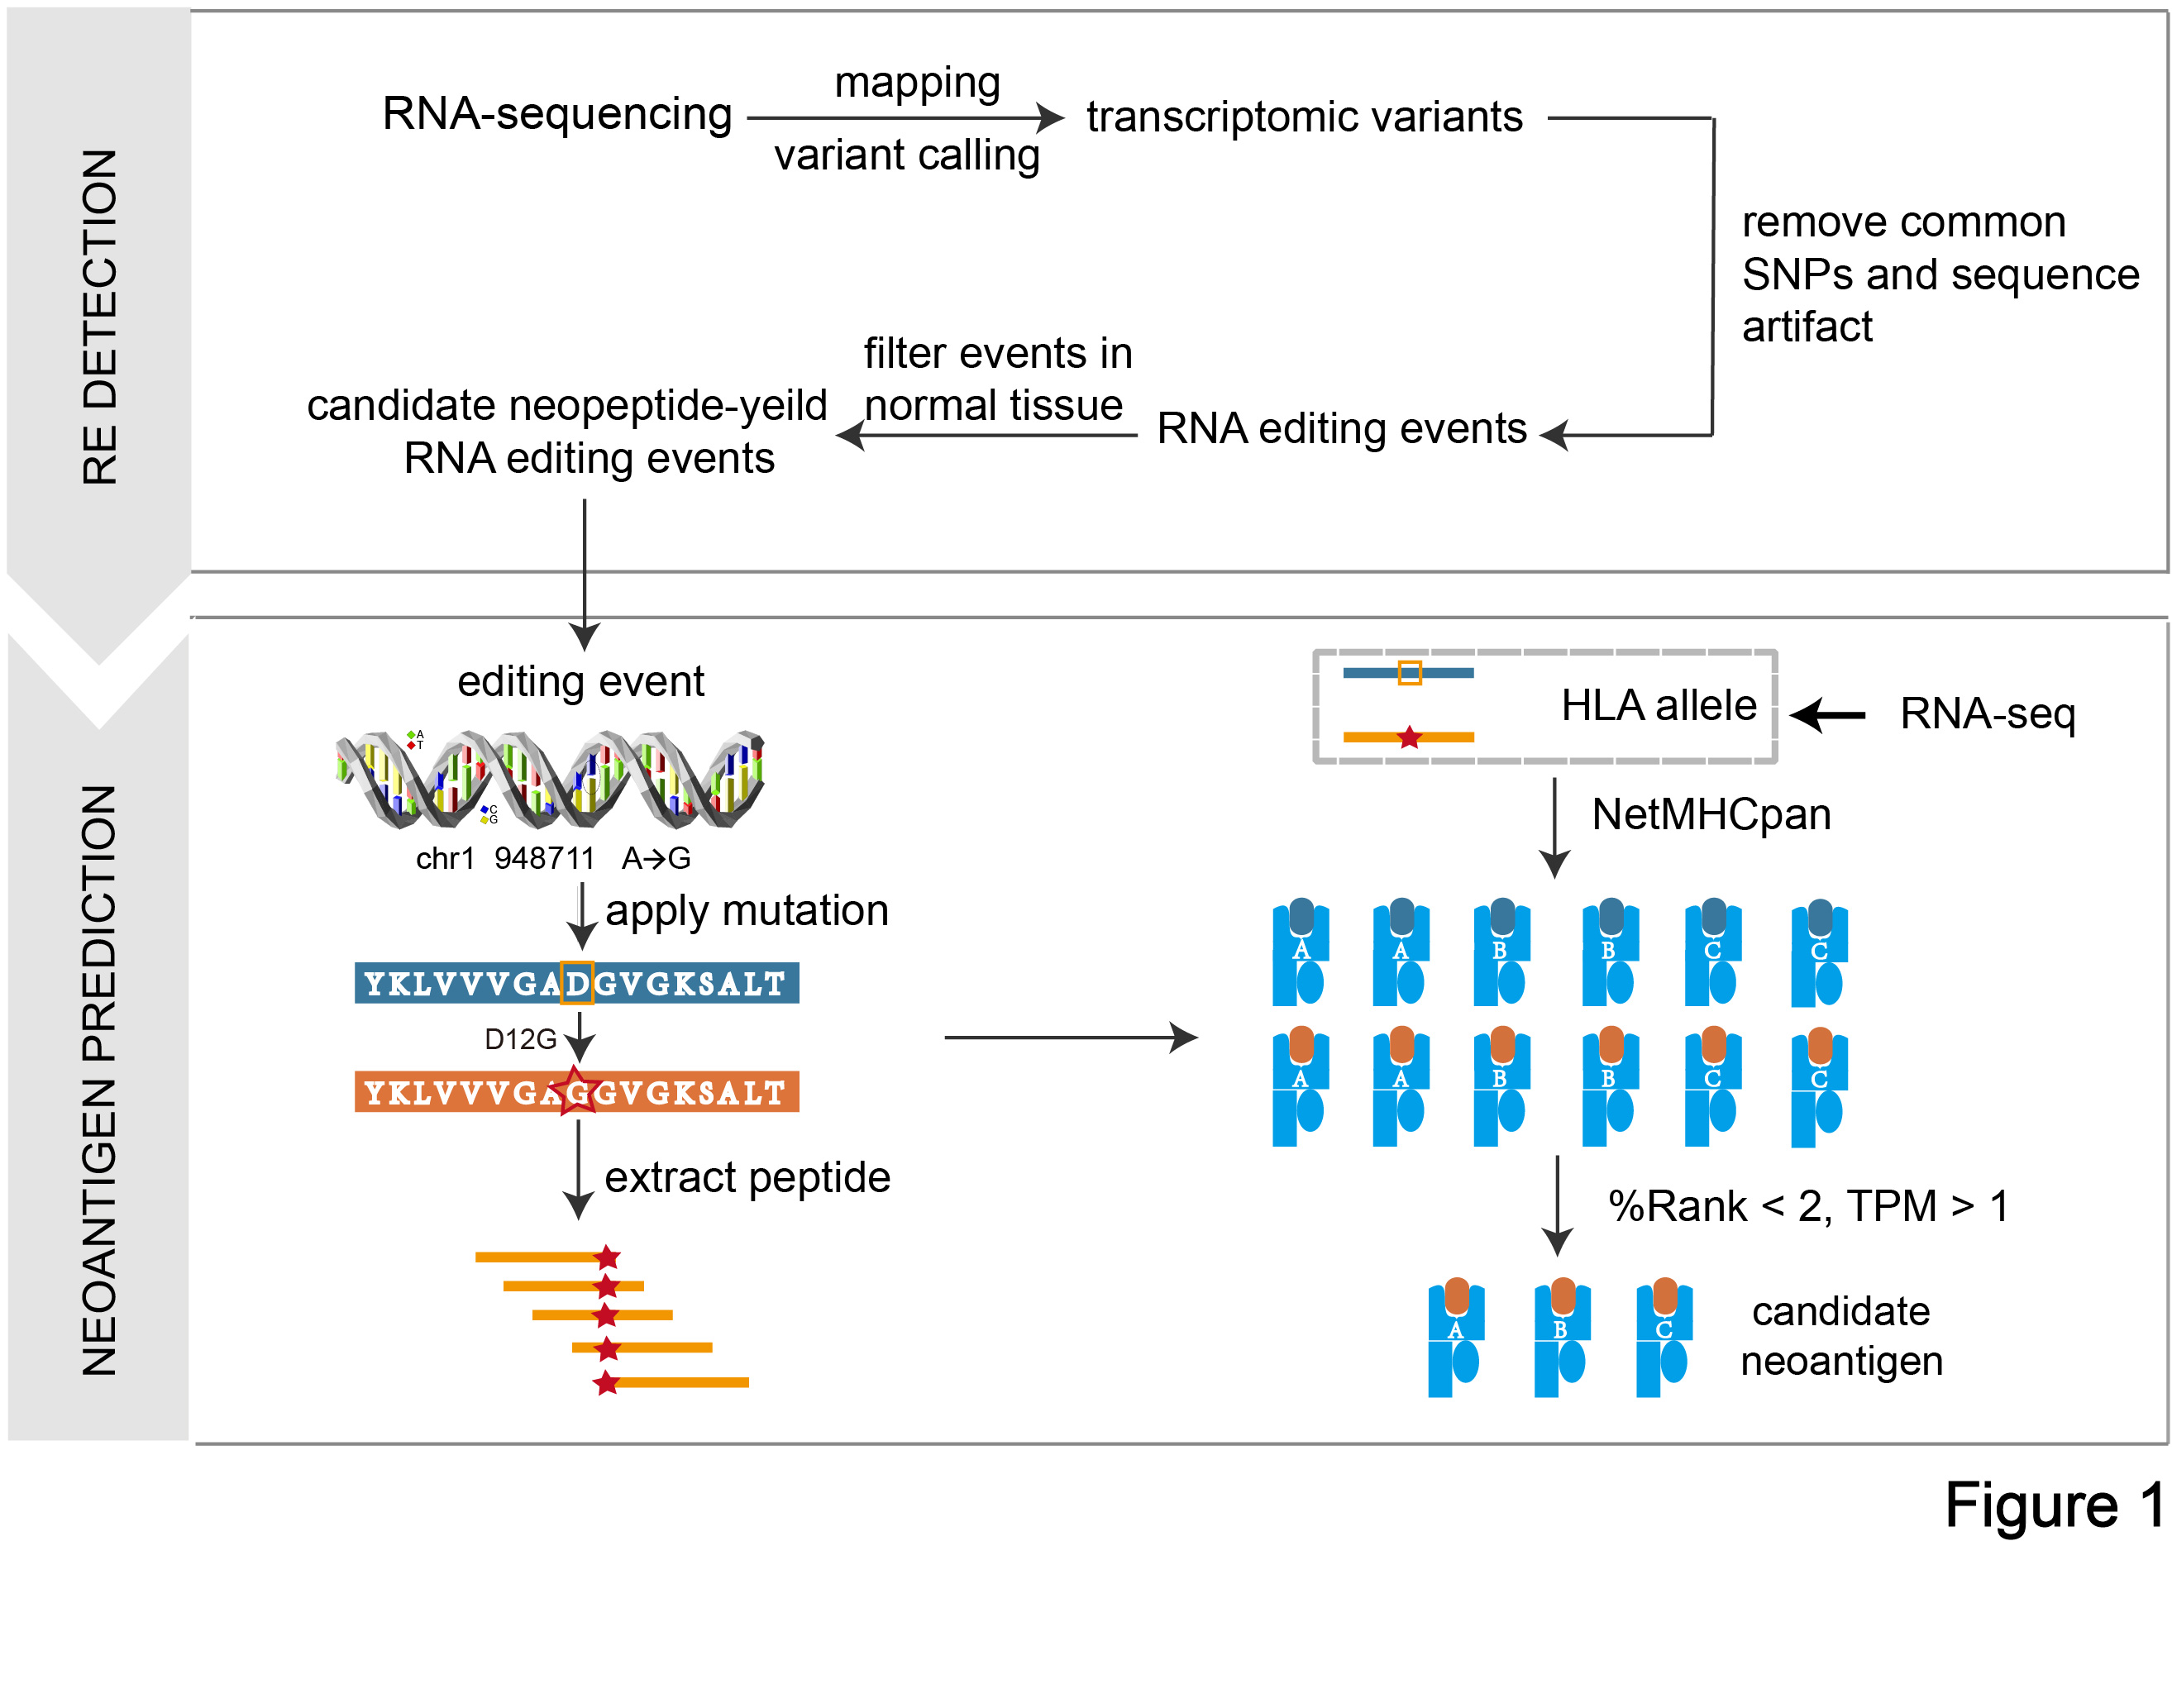 RE DETECTION
RNA-sequencing
mapping
variant calling
transcriptomic variants
remove common
SNPs and sequence
artifact
RNA editing events
filter events in
normal tissue
candidate neopeptide-yeild
RNA editing events
NEOANTIGEN PREDICTION
editing event
A
T
C
G
chr1 948711 A→G
apply mutation
YKLVVVGADGVGKSALT
D12G
YKLVVVGAGGVGKSALT
extract peptide
HLA allele
RNA-seq
NetMHCpan
A A B B C C
A A B B C C
%Rank < 2, TPM > 1
A B C
candidate
neoantigen
Figure 1